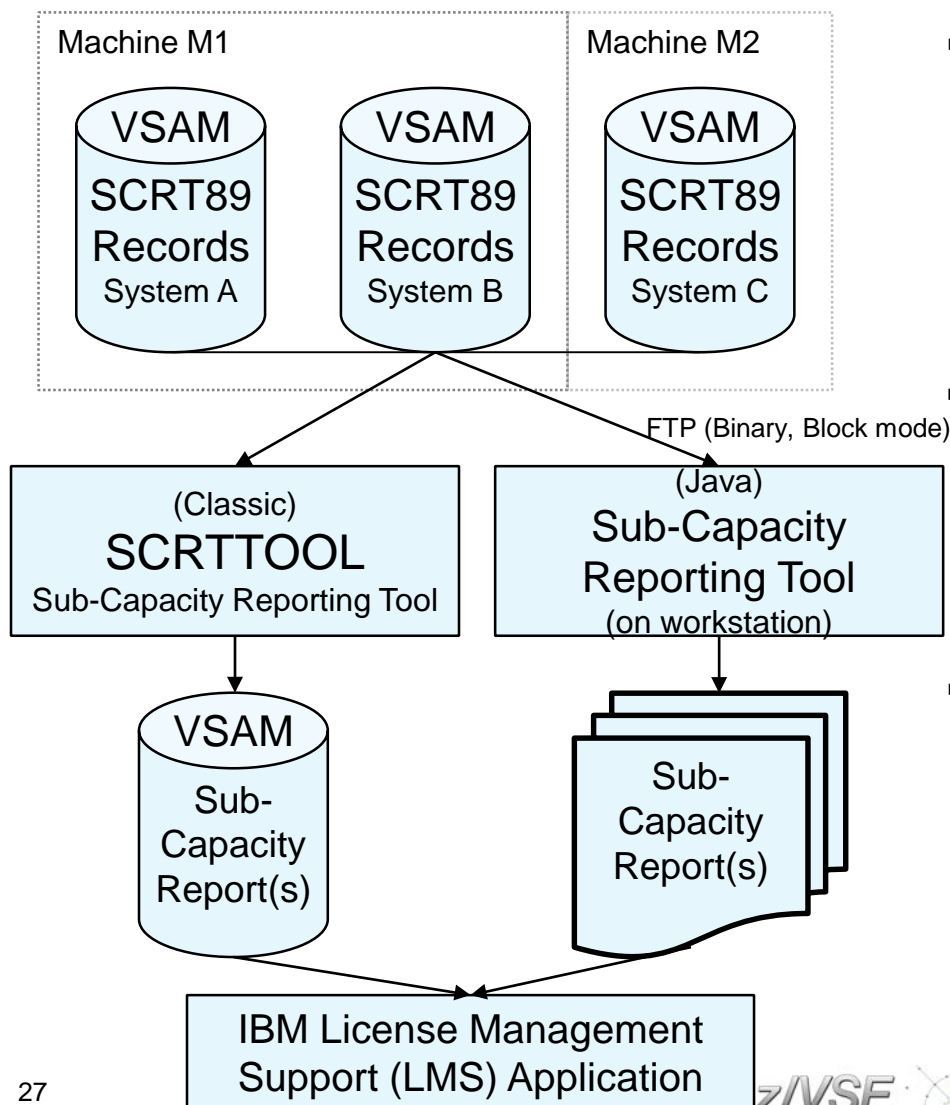 Machine M1
Machine M2
VSAM
SCRT89
Records
System A
VSAM
SCRT89
Records
System B
VSAM
SCRT89
Records
System C
FTP (Binary, Block mode)
(Classic)
SCRTTOOL
Sub-Capacity Reporting Tool
(Java)
Sub-Capacity
Reporting Tool
(on workstation)
VSAM
Sub-
Capacity
Report(s)
Sub-
Capacity
Report(s)
IBM License Management
Support (LMS) Application
27
z/VSE